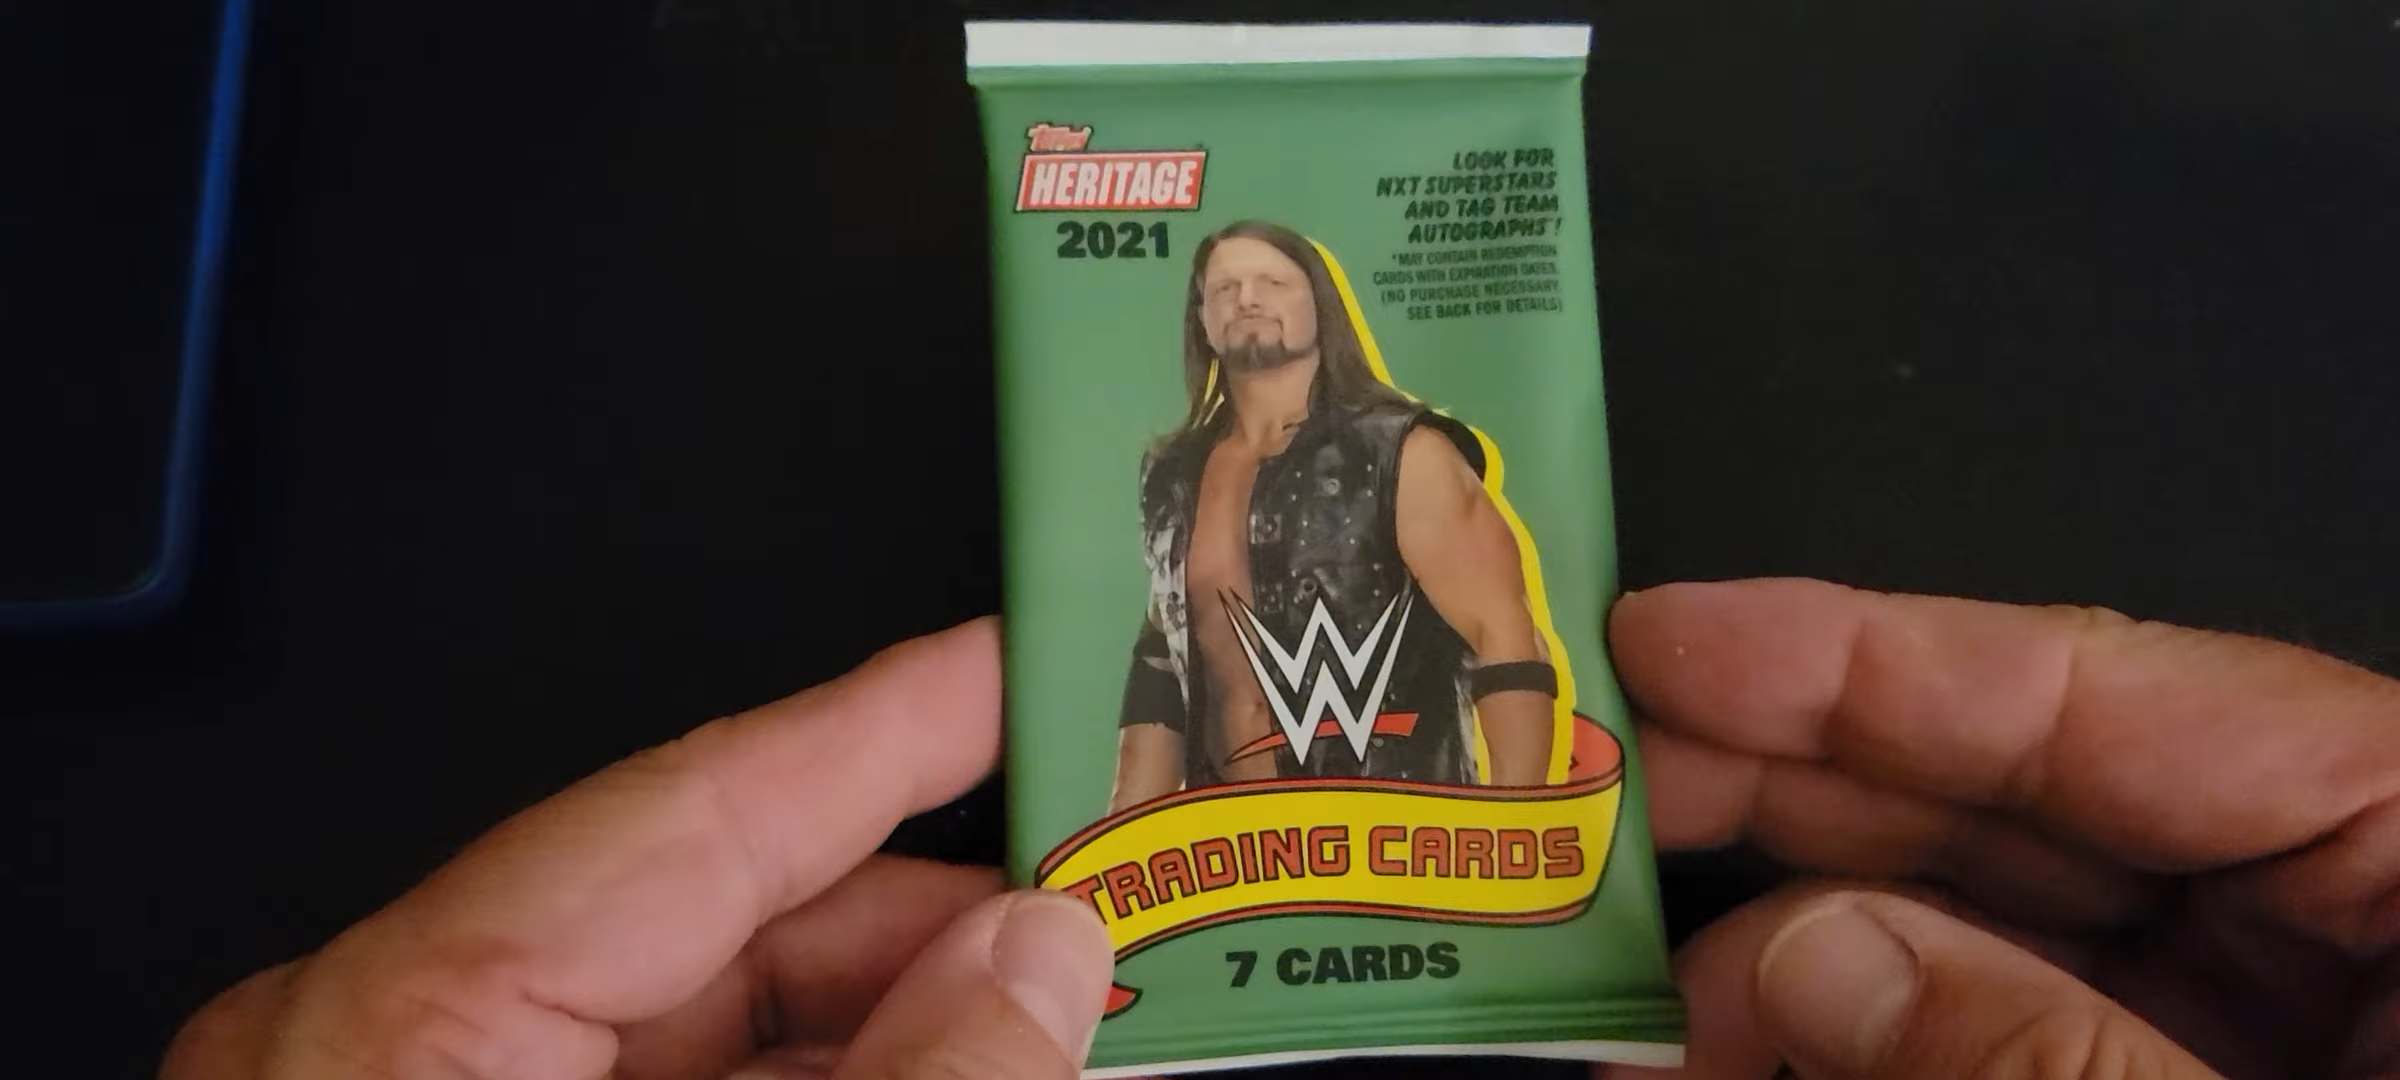 Topps
HERITAGE
2021
LOOK FOR
NXT SUPERSTARS
AND TAG TEAM
AUTOGRAPHS*!
*MAY CONTAIN REDEMPTION
CARDS WITH EXPIRATION DATES.
(NO PURCHASE NECESSARY.
SEE BACK FOR DETAILS)
W
TRADING CARDS
7 CARDS